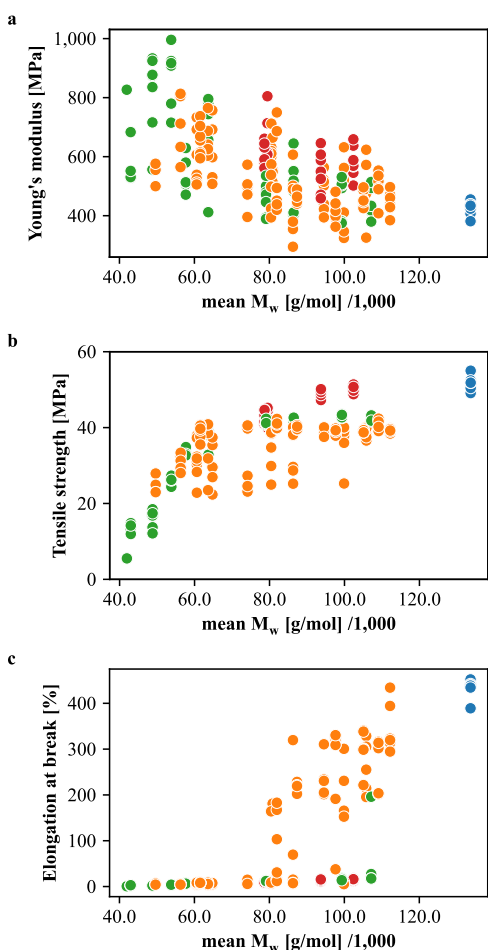 a
1,000
800
600
400
Young's modulus [MPa]
40.0 60.0 80.0 100.0 120.0
mean Mw [g/mol] /1,000
b
60
40
20
0
Tensile strength [MPa]
40.0 60.0 80.0 100.0 120.0
mean Mw [g/mol] /1,000
c
400
300
200
100
0
Elongation at break [%]
40.0 60.0 80.0 100.0 120.0
mean Mw [g/mol] /1,000